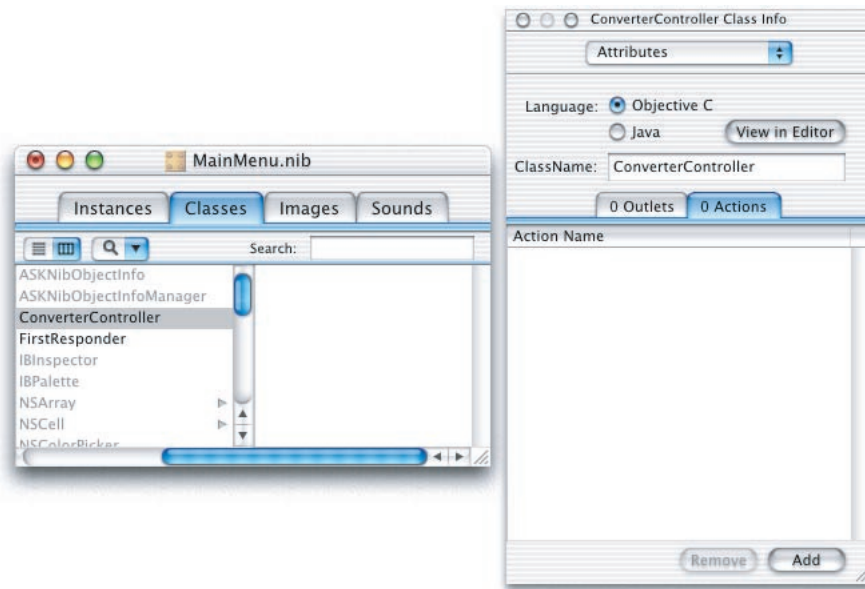 MainMenu.nib
Instances
Classes
Images
Sounds
Search:
ASKNibObjectInfo
ASKNibObjectInfoManager
ConverterController
FirstResponder
IBInspector
IBPalette
NSArray
NSCell
NSColorPicker
ConverterController Class Info
Attributes
Language: Objective C
Java
View in Editor
ClassName: ConverterController
0 Outlets
0 Actions
Action Name
Remove
Add